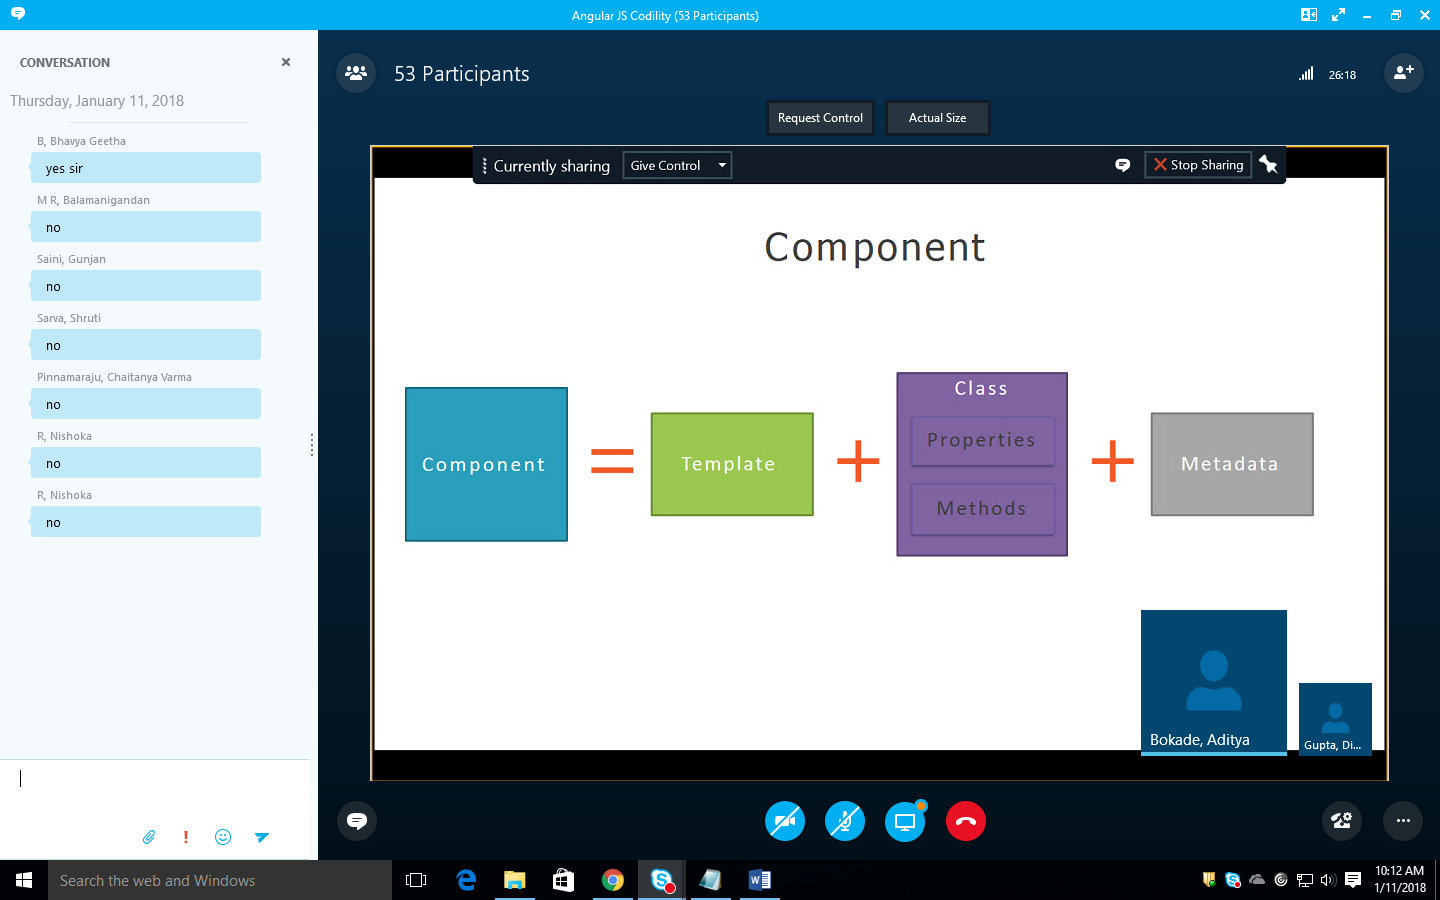 Angular JS Codility (53 Participants)
CONVERSATION
Thursday, January 11, 2018
B, Bhavya Geetha
yes sir
M R, Balamanigandan
no
Saini, Gunjan
no
Sarva, Shruti
no
Pinnamaraju, Chaitanya Varma
no
R, Nishoka
no
R, Nishoka
no
53 Participants
26:18
Request Control
Actual Size
Currently sharing
Give Control
Stop Sharing
Component
Component
=
Template
+
Class
Properties
Methods
+
Metadata
Bokade, Aditya
Gupta, Di...
Search the web and Windows
10:12 AM
1/11/2018